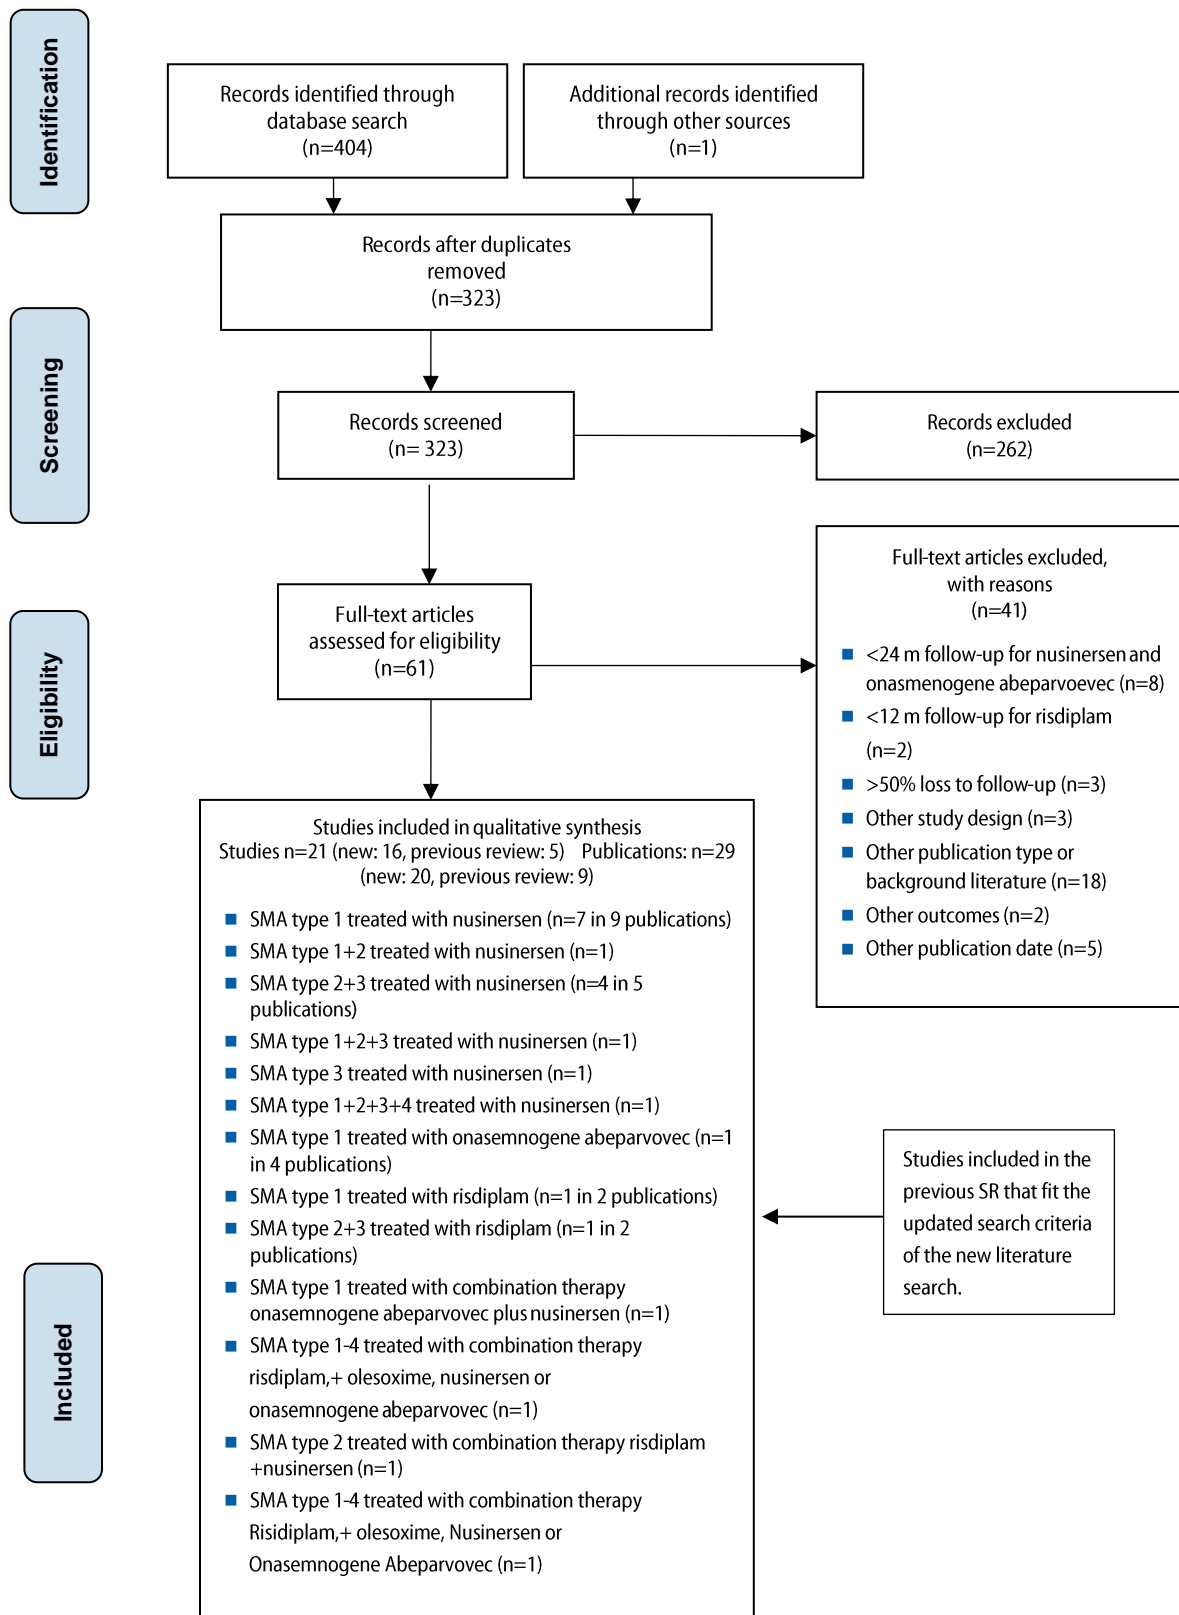 Identification
Records identified through
database search
(n=404)
Additional records identified
through other sources
(n=1)
Records after duplicates
removed
(n=323)
Screening
Records screened
(n= 323)
Records excluded
(n=262)
Eligibility
Full-text articles
assessed for eligibility
(n=61)
Full-text articles excluded,
with reasons
(n=41)
<24 m follow-up for nusinersen and
onasmenogene abeparvoevec (n=8)
<12 m follow-up for risdiplam
(n=2)
>50% loss to follow-up (n=3)
Other study design (n=3)
Other publication type or
background literature (n=18)
Other outcomes (n=2)
Other publication date (n=5)
Included
Studies included in qualitative synthesis
Studies n=21 (new: 16, previous review: 5) Publications: n=29
(new: 20, previous review: 9)
SMA type 1 treated with nusinersen (n=7 in 9 publications)
SMA type 1+2 treated with nusinersen (n=1)
SMA type 2+3 treated with nusinersen (n=4 in 5
publications)
SMA type 1+2+3 treated with nusinersen (n=1)
SMA type 3 treated with nusinersen (n=1)
SMA type 1+2+3+4 treated with nusinersen (n=1)
SMA type 1 treated with onasemnogene abeparvovec (n=1
in 4 publications)
SMA type 1 treated with risdiplam (n=1 in 2 publications)
SMA type 2+3 treated with risdiplam (n=1 in 2
publications)
SMA type 1 treated with combination therapy
onasemnogene abeparvovec plus nusinersen (n=1)
SMA type 1-4 treated with combination therapy
risdiplam,+ olesoxime, nusinersen or
onasemnogene abeparvovec (n=1)
SMA type 2 treated with combination therapy risdiplam
+nusinersen (n=1)
SMA type 1-4 treated with combination therapy
Risidiplam,+ olesoxime, Nusinersen or
Onasemnogene Abeparvovec (n=1)
Studies included in the
previous SR that fit the
updated search criteria
of the new literature
search.